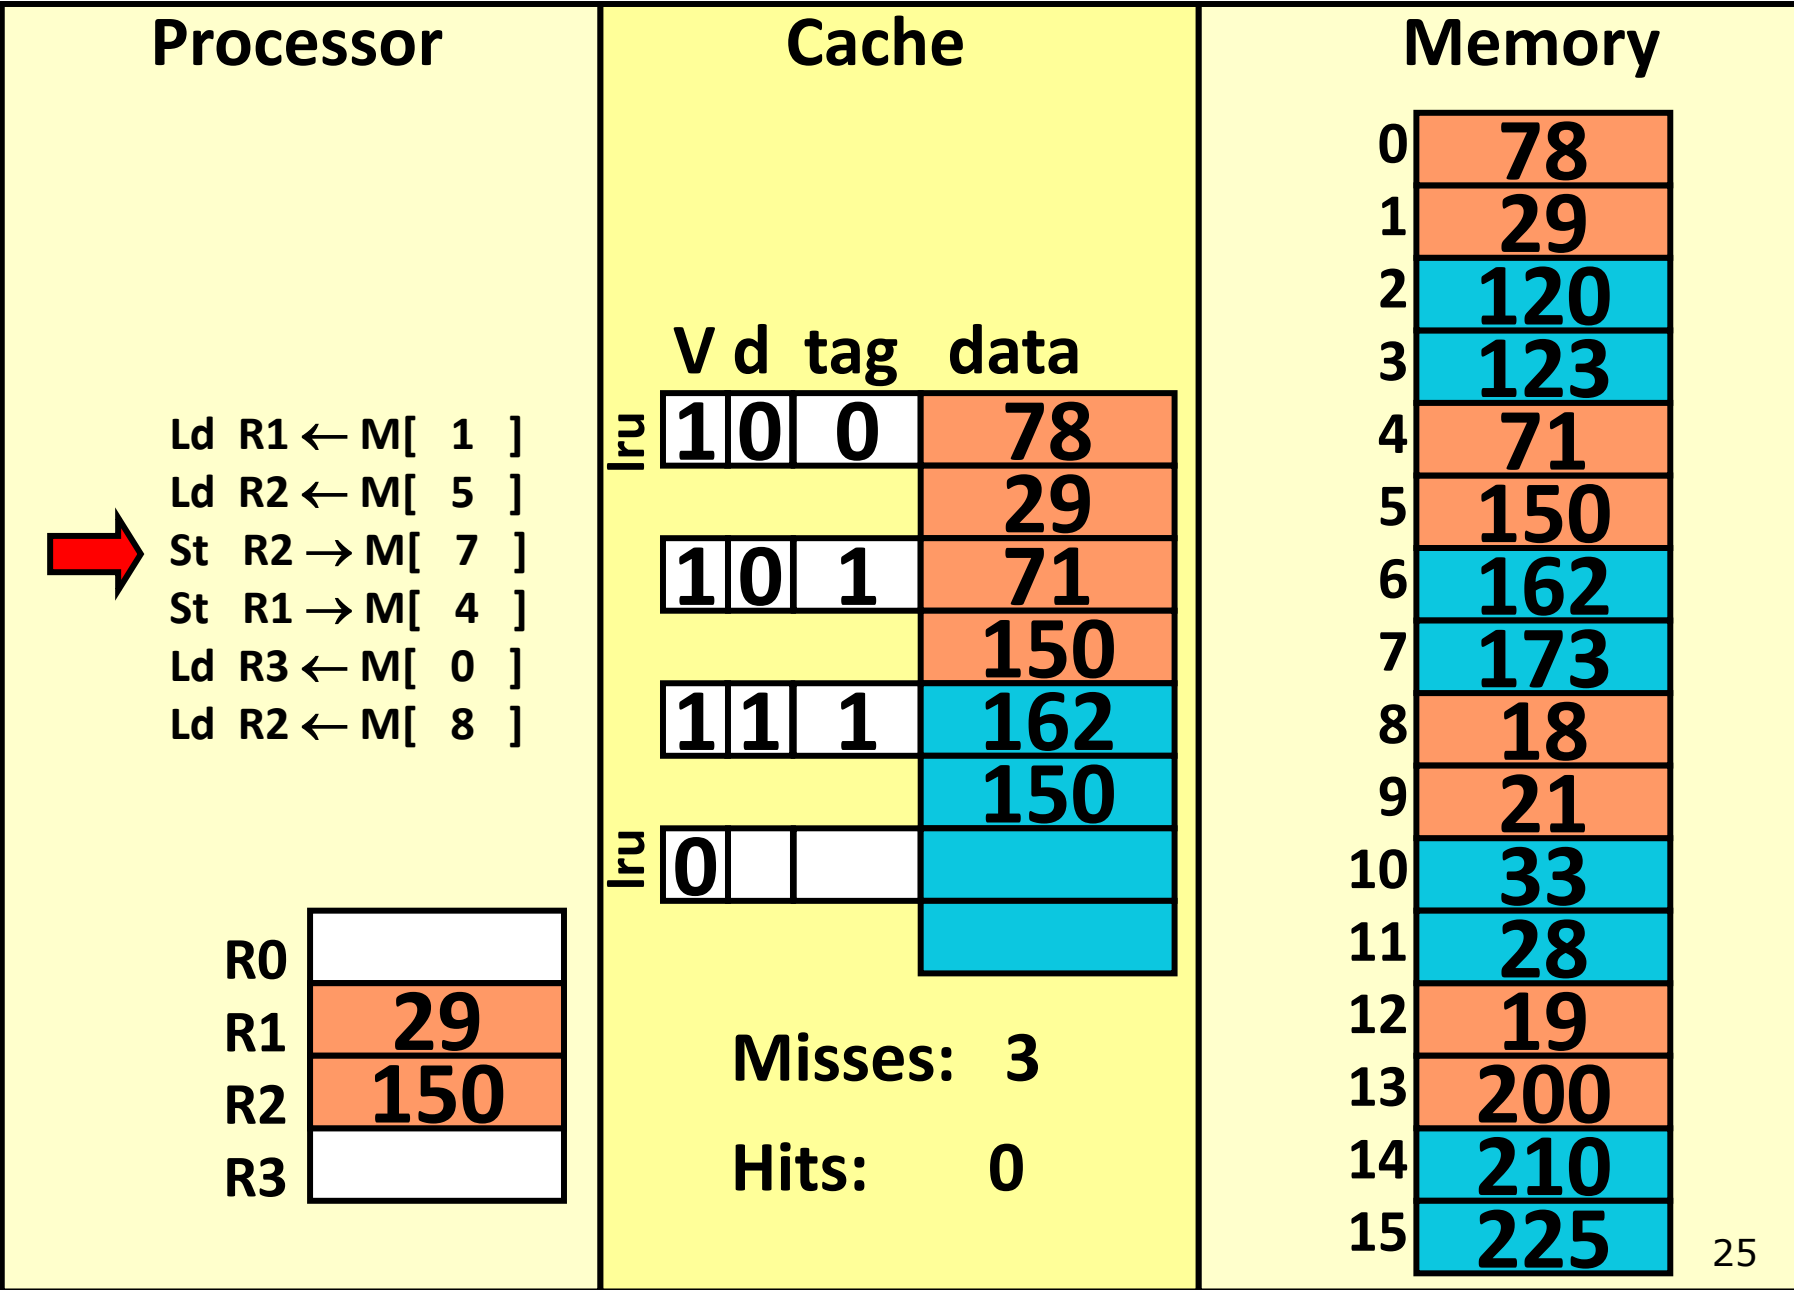 Processor
Cache
Memory
Ld R1 ← M[ 1 ]
Ld R2 ← M[ 5 ]
St R2 → M[ 7 ]
St R1 → M[ 4 ]
Ld R3 ← M[ 0 ]
Ld R2 ← M[ 8 ]
R0
R1 29
R2 150
R3
V d tag data
lru 1 0 0 78
29
1 0 1 71
150
1 1 1 162
150
lru 0
Misses: 3
Hits: 0
0 78
1 29
2 120
3 123
4 71
5 150
6 162
7 173
8 18
9 21
10 33
11 28
12 19
13 200
14 210
15 225
25